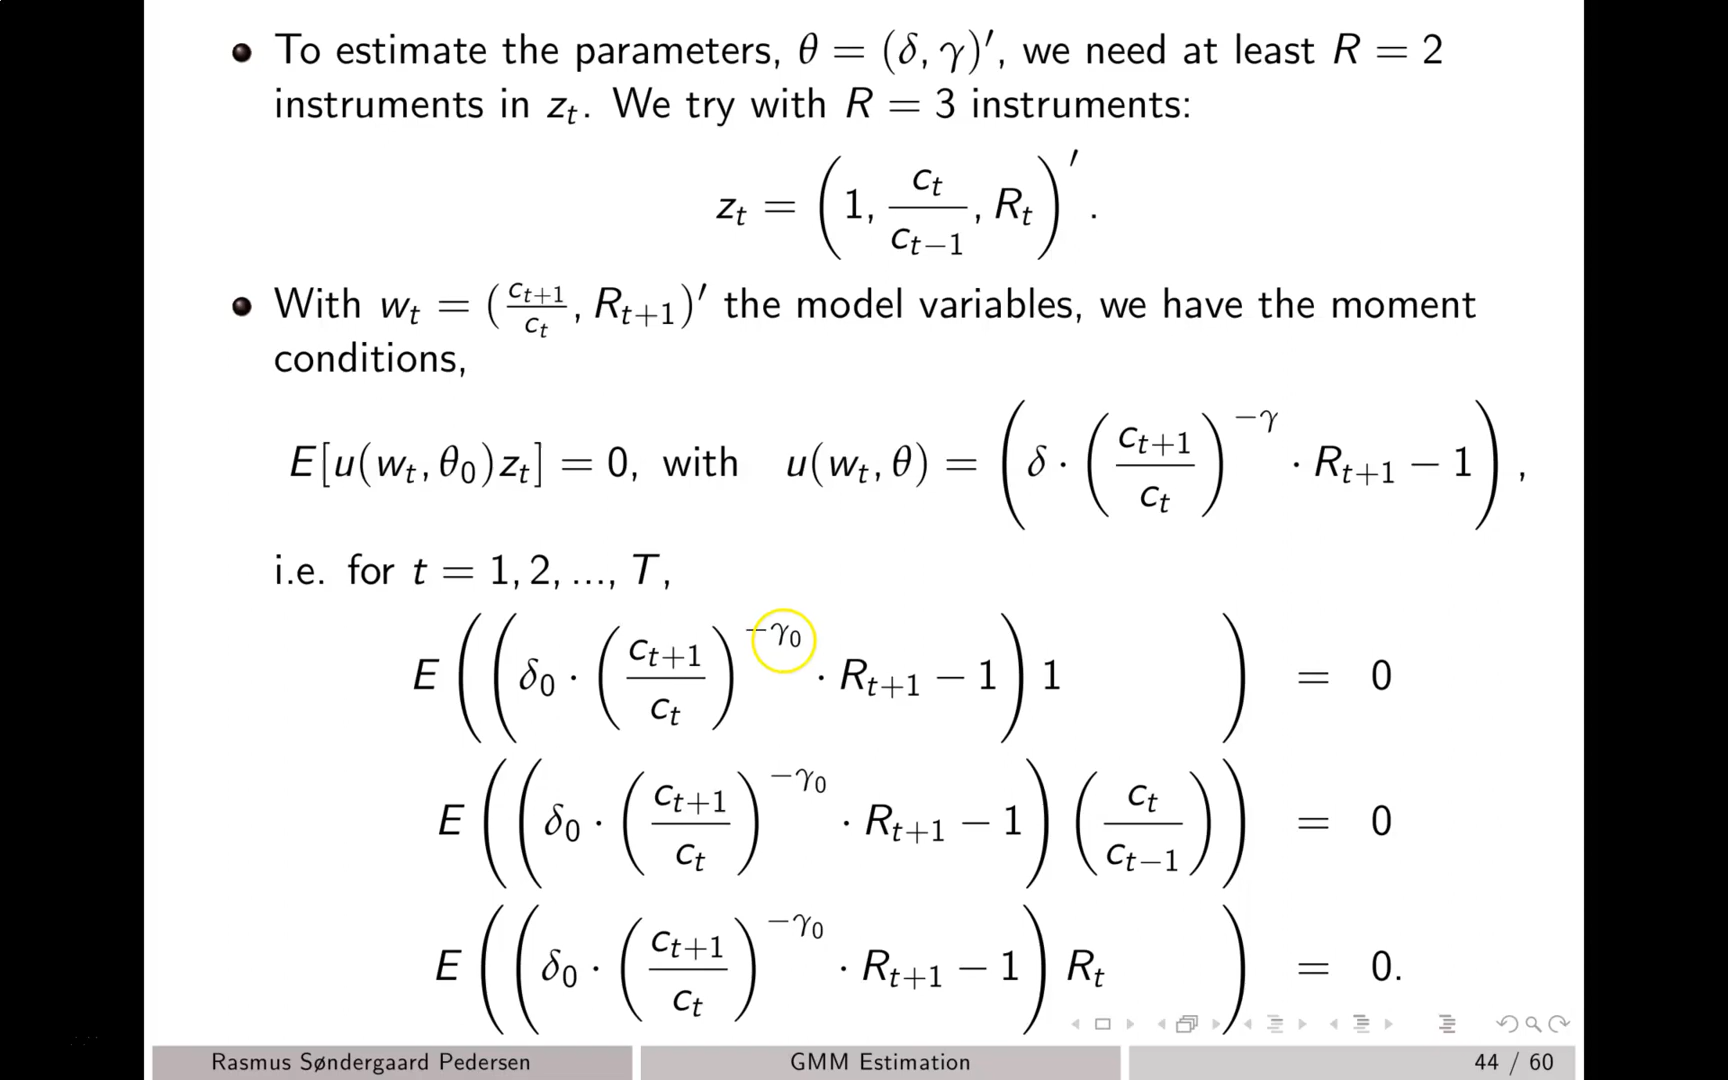 To estimate the parameters, θ = (δ, γ)′, we need at least R = 2
instruments in z_t. We try with R = 3 instruments:
z_t = (1, c_t/c_{t−1}, R_t)′.
With w_t = (c_{t+1}/c_t, R_{t+1})′ the model variables, we have the moment
conditions,
E[u(w_t, θ_0)z_t] = 0, with u(w_t, θ) = (δ · (c_{t+1}/c_t)^{−γ} · R_{t+1} − 1),
i.e. for t = 1, 2, ..., T,
E((δ_0 · (c_{t+1}/c_t)^{−γ_0} · R_{t+1} − 1) 1) = 0
E((δ_0 · (c_{t+1}/c_t)^{−γ_0} · R_{t+1} − 1) (c_t/c_{t−1})) = 0
E((δ_0 · (c_{t+1}/c_t)^{−γ_0} · R_{t+1} − 1) R_t) = 0.
Rasmus Søndergaard Pedersen GMM Estimation 44 / 60